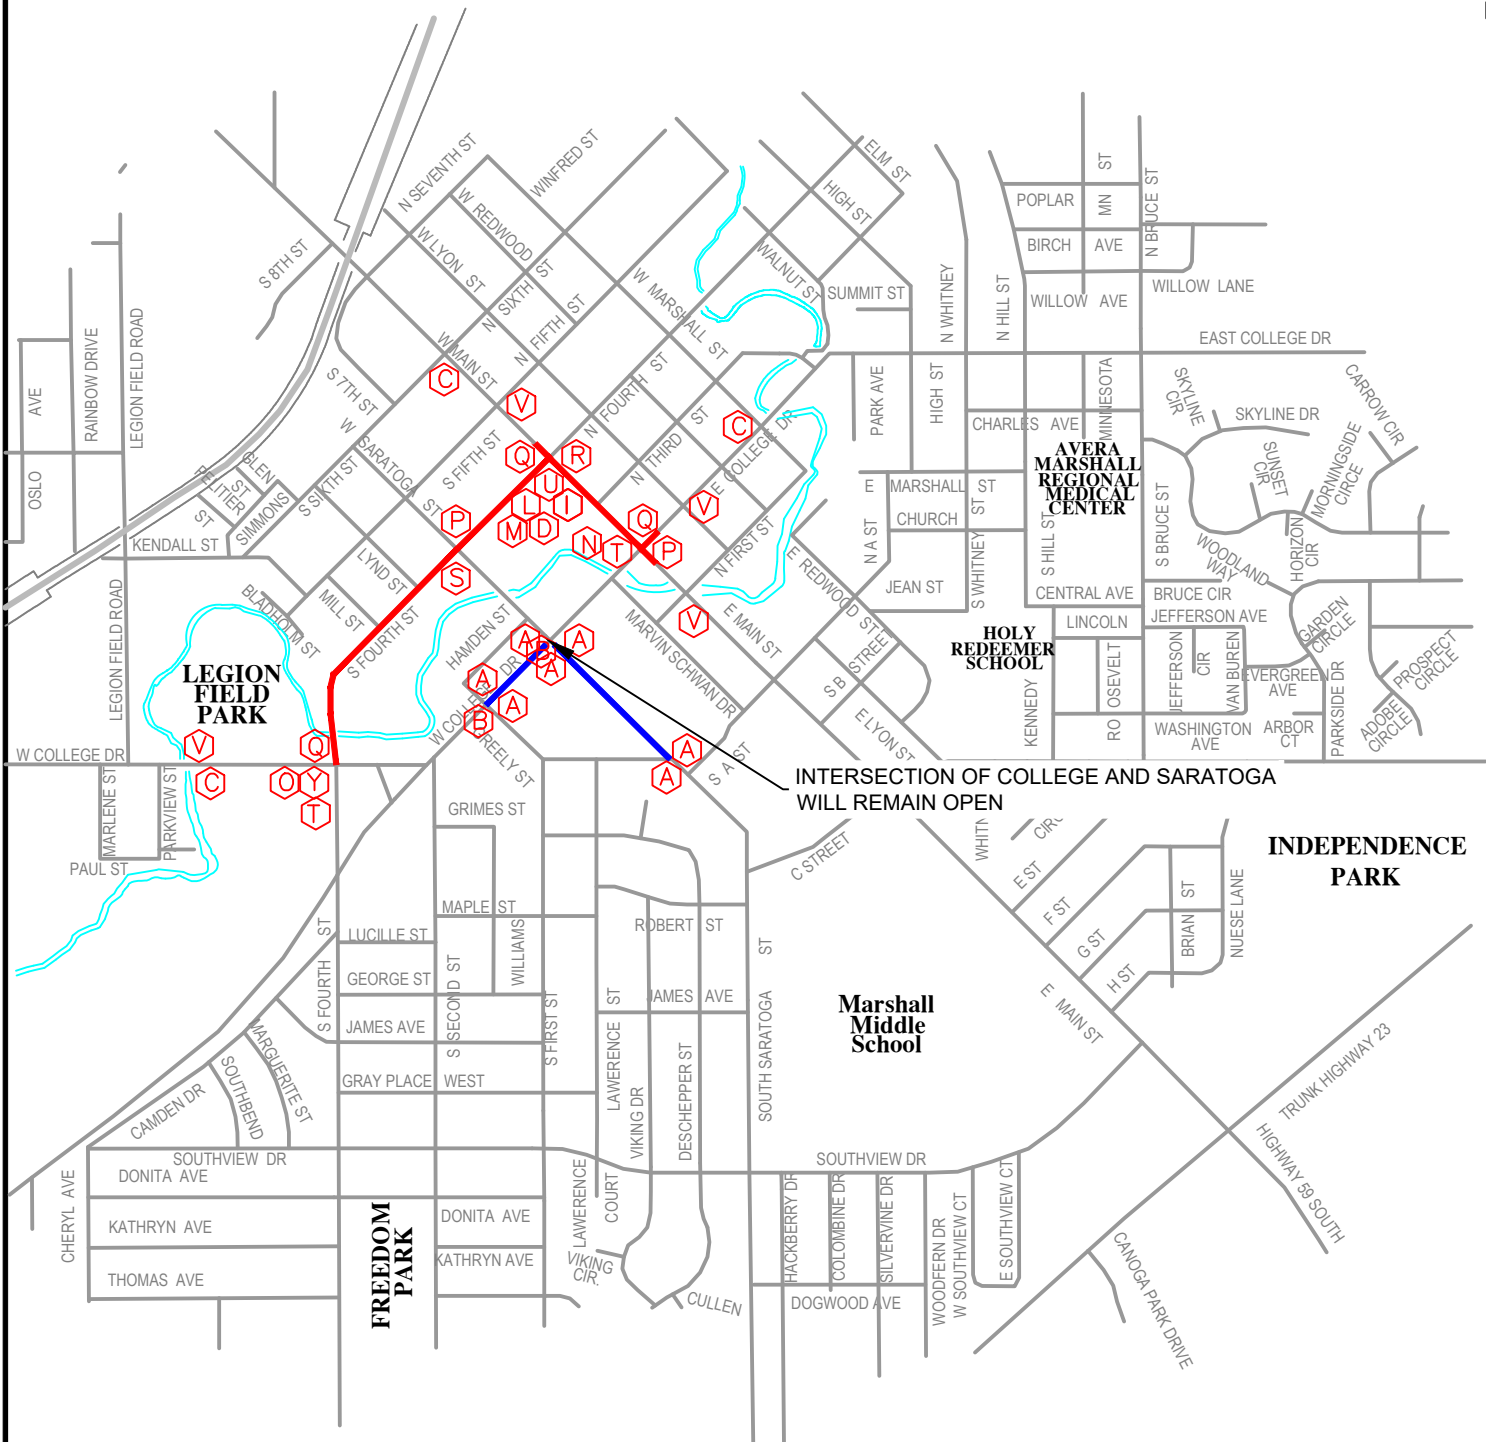 N SEVENTH ST
WINFRED ST
ELM ST
HIGH ST
W REDWOOD ST
W LYON ST
S 8TH ST
N SIXTH ST
N FIFTH ST
W MARSHALL ST
WALNUT ST
SUMMIT ST
N WHITNEY
N HILL ST
POPLAR
MN ST
BIRCH AVE
N BRUCE ST
WILLOW AVE
WILLOW LANE
EAST COLLEGE DR
OSLO AVE
RAINBOW DRIVE
LEGION FIELD ROAD
W MAIN ST
S 7TH ST
W SARATOGA ST
S FIFTH ST
N FOURTH ST
N THIRD ST
E COLLEGE DR
PARK AVE
HIGH ST
CHARLES AVE
MINNESOTA
SKYLINE
CIR
SKYLINE DR
CARROW CIR
SUNSET
CIR
MORNINGSIDE
CIRCE
HORIZON
CIR
AVERA
MARSHALL
REGIONAL
MEDICAL
CENTER
C
V
C
Q
R
U
L
I
M
D
P
N
T
Q
P
V
S
V
GLEN
ST
PELTIER
ST
SIMMONS
S SIXTH ST
KENDALL ST
LYND ST
MILL ST
BLADHOLM ST
S FOURTH ST
HAMDEN ST
N FIRST ST
E MAIN ST
MARVIN SCHWAN DR
E REDWOOD ST
E MARSHALL ST
CHURCH ST
N A ST
JEAN ST
S WHITNEY
S HILL ST
CENTRAL AVE
S BRUCE ST
WOODLAND
WAY
BRUCE CIR
JEFFERSON AVE
LINCOLN
HOLY
REDEEMER
SCHOOL
KENNEDY
RO OSEVELT
JEFFERSON
CIR
VAN BUREN
EVERGREEN
AVE
GARDEN
CIRCLE
PARKSIDE DR
PROSPECT
CIRCLE
ADOBE
CIRCLE
ARBOR
CT
WASHINGTON
AVE
S B STREET
E LYON ST
S A ST
LEGION
FIELD
PARK
LEGION FIELD ROAD
W COLLEGE DR
W COLLEGE DR
GREELY ST
A
A
B
A
A
A
B
A
A
V
Q
C
O
Y
T
INTERSECTION OF COLLEGE AND SARATOGA
WILL REMAIN OPEN
MARLENE ST
PARKVIEW ST
PAUL ST
GRIMES ST
C STREET
E ST
F ST
G ST
H ST
BRIAN ST
NUESE LANE
INDEPENDENCE
PARK
MAPLE ST
LUCILLE ST
GEORGE ST
JAMES AVE
GRAY PLACE WEST
S FOURTH ST
S SECOND ST
WILLIAMS
S FIRST ST
LAWERENCE ST
ROBERT ST
JAMES AVE
VIKING DR
DESCHEPPER ST
SOUTH SARATOGA ST
Marshall
Middle
School
E MAIN ST
TRUNK HIGHWAY 23
HIGHWAY 59 SOUTH
CANOGA PARK DRIVE
MARGUERITE ST
SOUTHBEND
CAMDEN DR
SOUTHVIEW DR
SOUTHVIEW DR
CHERYL AVE
DONITA AVE
KATHRYN AVE
THOMAS AVE
FREEDOM
PARK
DONITA AVE
KATHRYN AVE
LAWERENCE
COURT
VIKING
CIR.
CULLEN
HACKBERRY DR
COLOMBINE DR
SILVERVINE DR
WOODFERN DR
W SOUTHVIEW CT
E SOUTHVIEW CT
DOGWOOD AVE